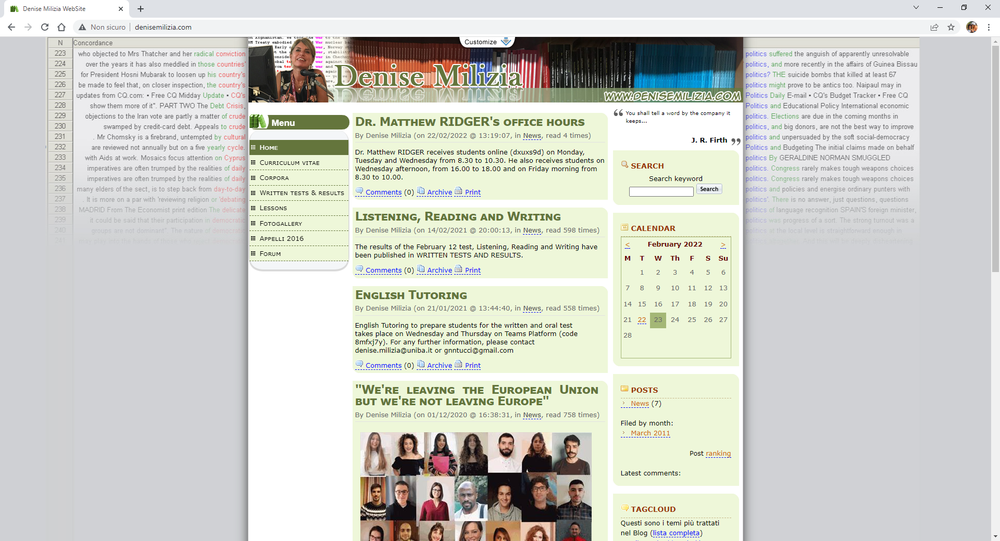 Denise Milizia WebSite
Non sicuro
denisemilizia.com
Customize
Denise Milizia
WWW.DENISEMILIZIA.COM
N Concordance
223 who objected to Mrs Thatcher and her radical conviction
224 over the years it has also meddled in those countries'
225 for President Hosni Mubarak to loosen up his country's
226 be made to feel that, on closer inspection, the country's
227 updates from CQ.com: ▪ Free CQ Midday Update ▪ CQ's
228 show them more of it". PART TWO The Debt Crisis,
229 objections to the Iran vote are partly a matter of crude
230 swamped by credit-card debt. Appeals to crude
231 . Mr Chomsky is a firebrand, untempted by cultural
232 are reviewed not annually but on a five yearly cycle.
233 with Aids at work. Mosaics focus attention on Cyprus
234 imperatives are often trumped by the realities of daily
235 imperatives are often trumped by the realities of daily
236 many elders of the sect, is to step back from day-to-day
237 . It is more on a par with 'reviewing religion or 'debating
238 MADRID From The Economist print edition The delicate
239 it could be said that their participation in democratic
240 groups are not dominant". The nature of democratic
241 may play into the hands of those who reject democratic
Menu
Home
Curriculum vitae
Corpora
Written tests & results
Lessons
Fotogallery
Appelli 2016
Forum
Dr. Matthew RIDGER's office hours
By Denise Milizia (on 22/02/2022 @ 13:19:07, in News, read 4 times)
Dr. Matthew RIDGER receives students online (dxuxs9d) on Monday,
Tuesday and Wednesday from 8.30 to 10.30. He also receives students on
Wednesday afternoon, from 16.00 to 18.00 and on Friday morning from
8.30 to 10.00.
Comments (0) Archive Print
Listening, Reading and Writing
By Denise Milizia (on 14/02/2021 @ 20:00:13, in News, read 598 times)
The results of the February 12 test, Listening, Reading and Writing have
been published in WRITTEN TESTS AND RESULTS.
Comments (0) Archive Print
English Tutoring
By Denise Milizia (on 21/01/2021 @ 13:44:40, in News, read 558 times)
English Tutoring to prepare students for the written and oral test
takes place on Wednesday and Thursday on Teams Platform (code
8mfxj7y). For any further information, please contact
denise.milizia@uniba.it or gnntucci@gmail.com
Comments (0) Archive Print
"We're leaving the European Union
but we're not leaving Europe"
By Denise Milizia (on 01/12/2020 @ 16:38:31, in News, read 758 times)
You shall tell a word by the company it
keeps...
J. R. Firth
SEARCH
Search keyword
Search
CALENDAR
< February 2022 >
M T W Th F S Su
1 2 3 4 5 6
7 8 9 10 11 12 13
14 15 16 17 18 19 20
21 22 23 24 25 26 27
28
POSTS
News (7)
Filed by month:
March 2011
Post ranking
Latest comments:
TAGCLOUD
Questi sono i temi più trattati
nel Blog (lista completa)
politics suffered the anguish of apparently unresolvable
politics, and more recently in the affairs of Guinea Bissau
politics? THE suicide bombs that killed at least 67
politics might prove to be antics too. Naipaul may in
Politics Daily E-mail ▪ CQ's Budget Tracker ▪ Free CQ
Politics and Educational Policy International economic
politics. Elections are due in the coming months in
politics, and big donors, are not the best way to improve
politics and unpersuaded by the soft social-democracy
Politics and Budgeting The initial claims made on behalf
politics By GERALDINE NORMAN SMUGGLED
politics. Congress rarely makes tough weapons choices
politics. Congress rarely makes tough weapons choices
politics and policies and energise ordinary punters with
politics'. There is no answer, just questions, questions
politics of language recognition SPAIN'S foreign minister,
politics was progress of a sort. The strong turnout was a
politics at the local level is straightforward enough in
politics altogether. And this will be deeply disheartening